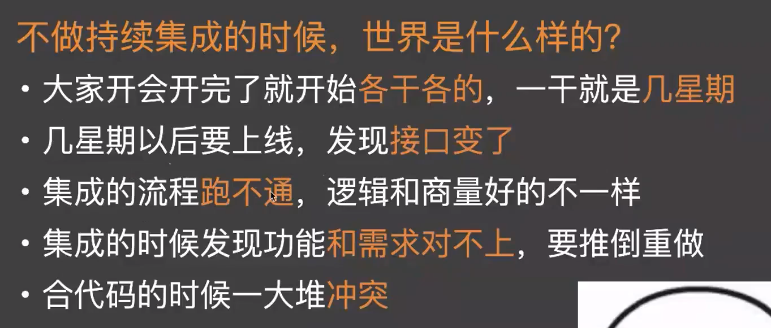 不做持续集成的时候，世界是什么样的？
• 大家开会开完了就开始各干各的，一干就是几星期
• 几星期以后要上线，发现接口变了
• 集成的流程跑不通，逻辑和商量好的不一样
• 集成的时候发现功能和需求对不上，要推倒重做
• 合代码的时候一大堆冲突